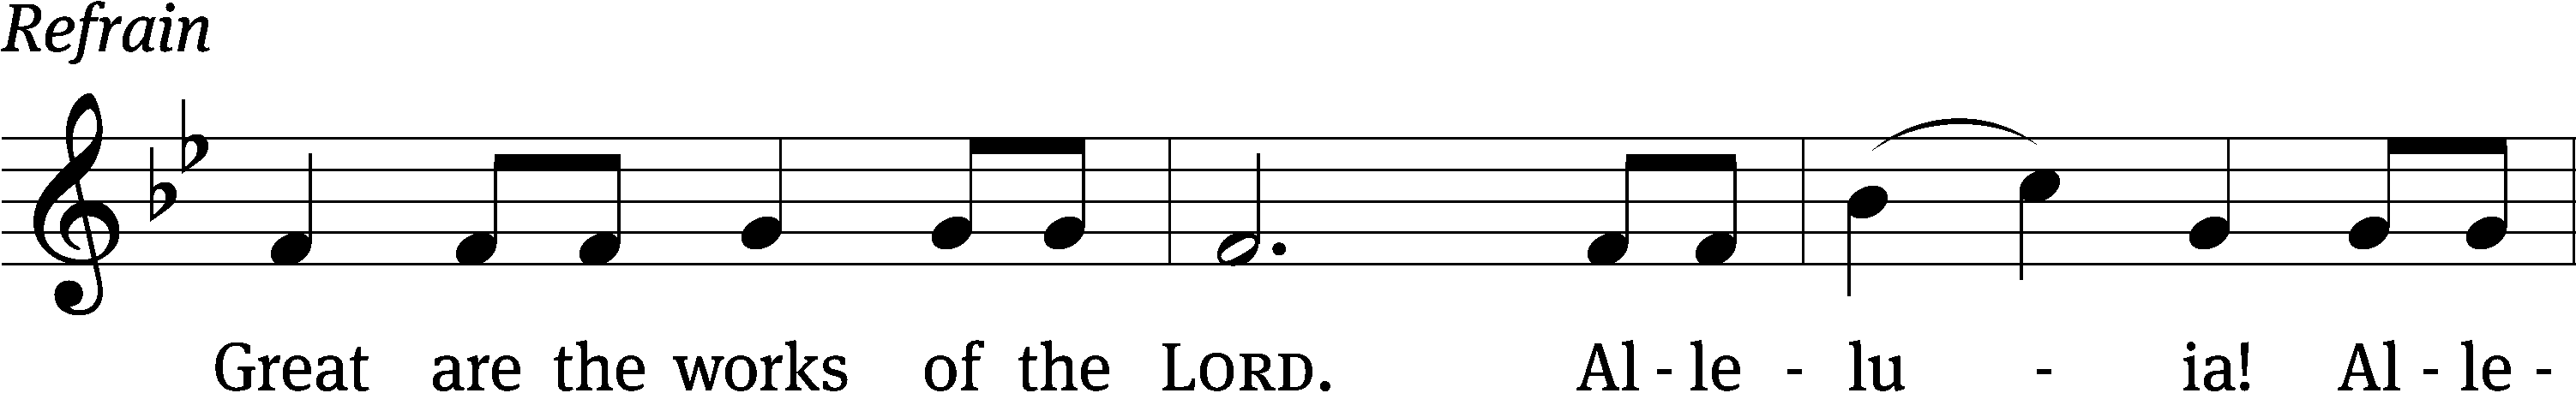 Refrain
Great are the works of the LORD. Al - le - lu - ia! Al - le -